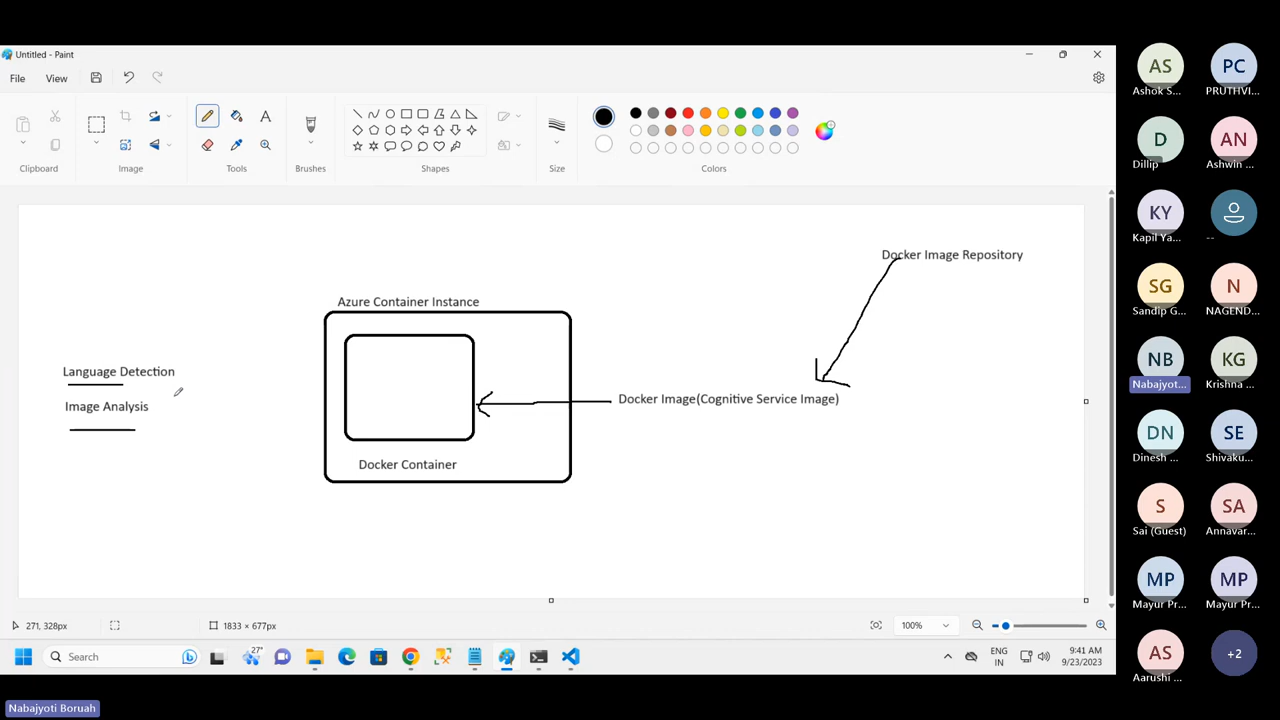 Untitled - Paint
File View
Clipboard
Image
Tools
Brushes
Shapes
Size
Colors
Docker Image Repository
Azure Container Instance
Language Detection
Image Analysis
Docker Image(Cognitive Service Image)
Docker Container
271, 328px
1833 × 677px
100%
27°
Search
ENG
IN
9:41 AM
9/23/2023
AS
Ashok S...
PC
PRUTHVI...
D
Dillip
AN
Ashwin ...
KY
Kapil Ya...
--
SG
Sandip G...
N
NAGEND...
NB
Nabajyot...
KG
Krishna ...
DN
Dinesh ...
SE
Shivaku...
S
Sai (Guest)
SA
Annavar...
MP
Mayur Pr...
MP
Mayur Pr...
AS
Aarushi ...
+2
Nabajyoti Boruah